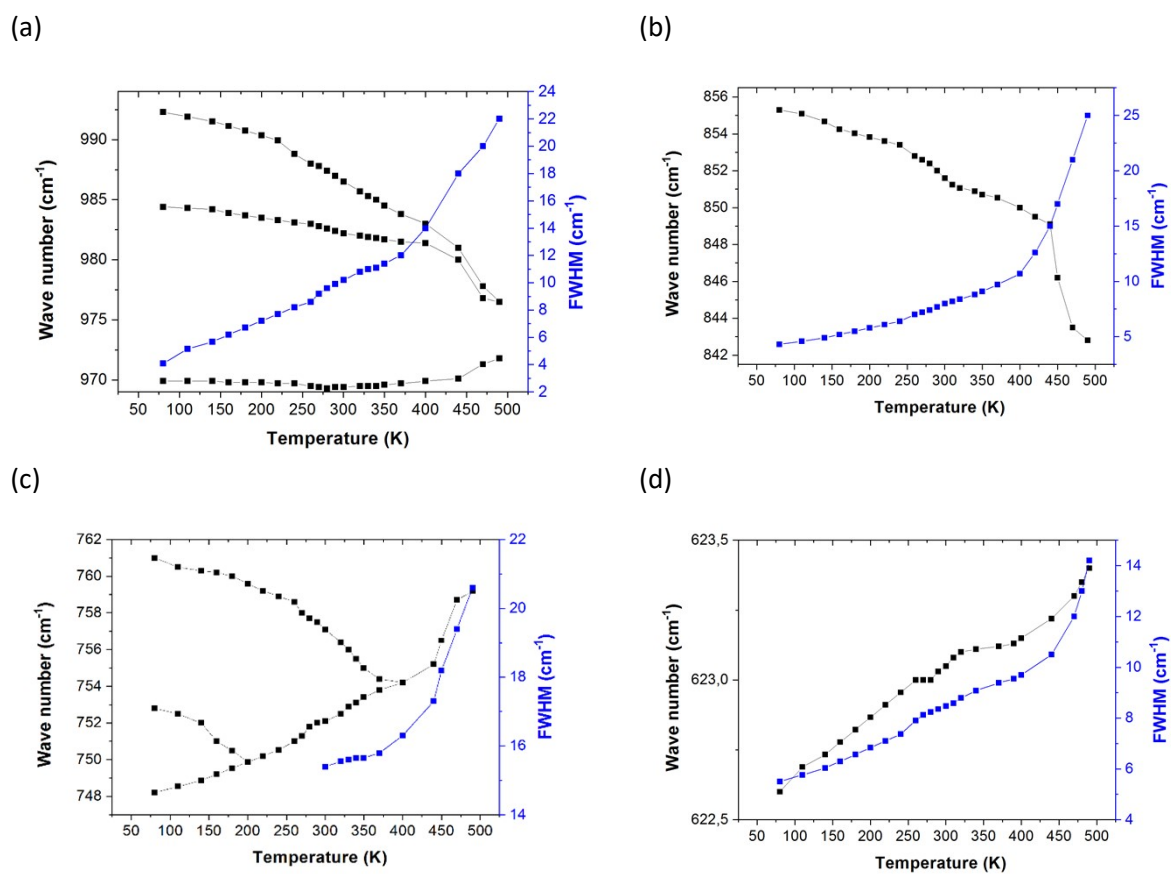 (a)
(b)
Wave number (cm-1)
990
985
980
975
970
24
22
20
18
16
14
12
10
8
6
4
2
FWHM (cm-1)
50 100 150 200 250 300 350 400 450 500
Temperature (K)
Wave number (cm-1)
856
854
852
850
848
846
844
842
25
20
15
10
5
FWHM (cm-1)
50 100 150 200 250 300 350 400 450 500
Temperature (K)
(c)
(d)
Wave number (cm-1)
762
760
758
756
754
752
750
748
22
20
18
16
14
FWHM (cm-1)
50 100 150 200 250 300 350 400 450 500
Temperature (K)
Wave number (cm-1)
623,5
623,0
622,5
14
12
10
8
6
4
FWHM (cm-1)
50 100 150 200 250 300 350 400 450 500
Temperature (K)